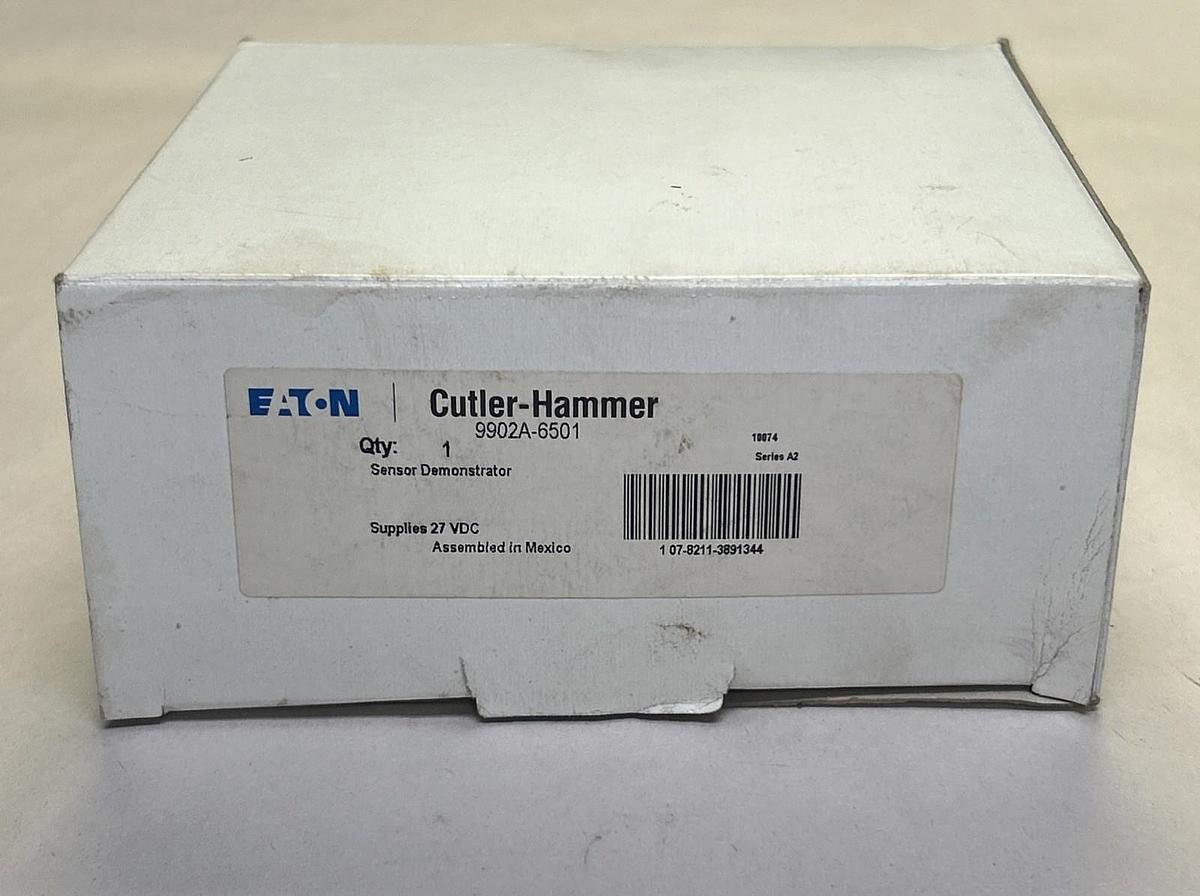 EATON | Cutler-Hammer
9902A-6501
Qty: 1
10074
Sensor Demonstrator
Series A2
Supplies 27 VDC
Assembled in Mexico
1 07-8211-3891344